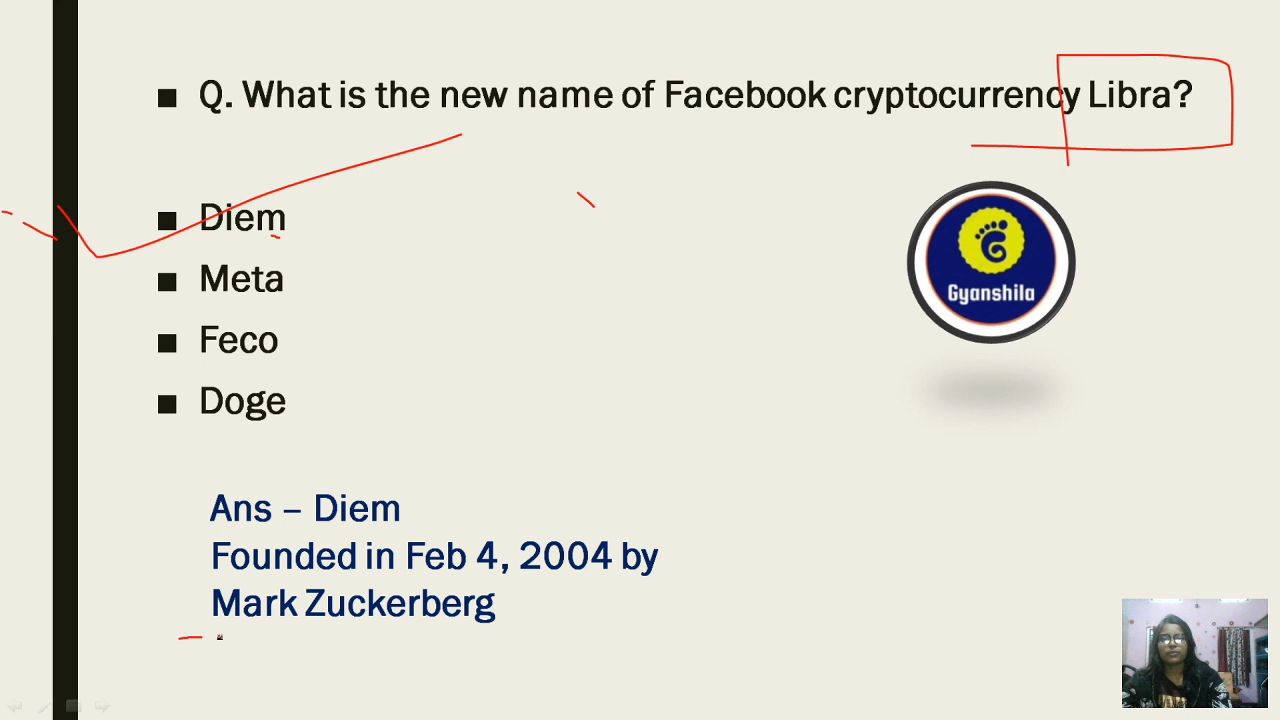 Q. What is the new name of Facebook cryptocurrency Libra?
Diem
Meta
Feco
Doge
Gyanshila
Ans – Diem
Founded in Feb 4, 2004 by
Mark Zuckerberg